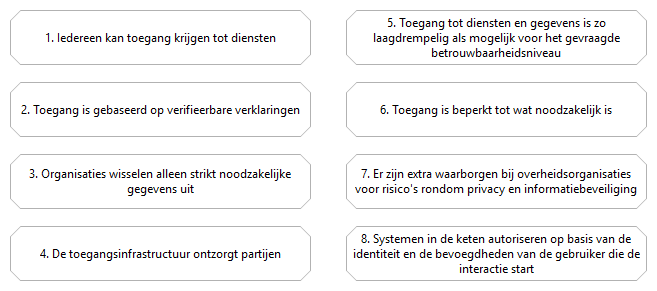 1. Iedereen kan toegang krijgen tot diensten
2. Toegang is gebaseerd op verifieerbare verklaringen
3. Organisaties wisselen alleen strikt noodzakelijke
gegevens uit
4. De toegangsinfrastructuur ontzorgt partijen
5. Toegang tot diensten en gegevens is zo
laagdrempelig als mogelijk voor het gevraagde
betrouwbaarheidsniveau
6. Toegang is beperkt tot wat noodzakelijk is
7. Er zijn extra waarborgen bij overheidsorganisaties
voor risico's rondom privacy en informatiebeveiliging
8. Systemen in de keten autoriseren op basis van de
identiteit en de bevoegdheden van de gebruiker die de
interactie start